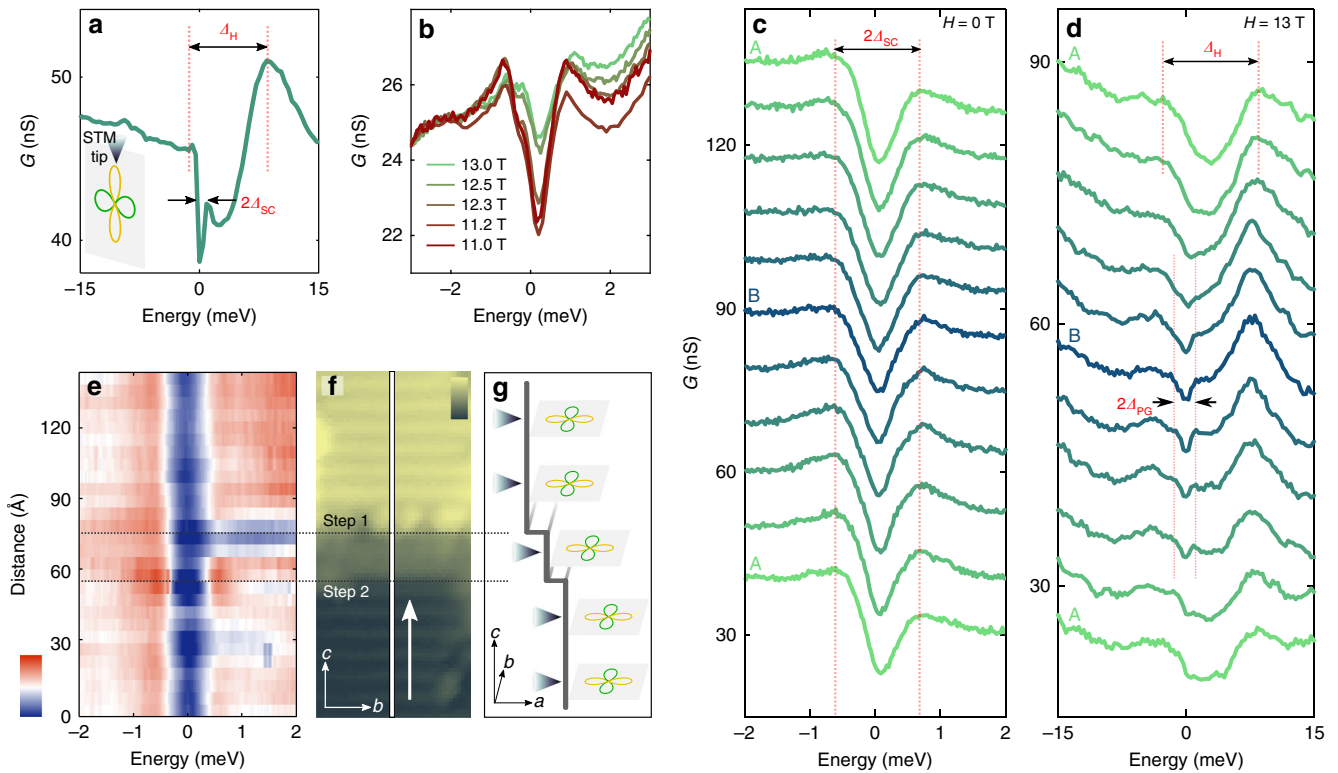 a
Δ_H
50
G (nS)
STM
tip
2Δ_SC
40
−15
0
15
Energy (meV)
b
26
G (nS)
24
22
13.0 T
12.5 T
12.3 T
11.2 T
11.0 T
−2
0
2
Energy (meV)
c
H = 0 T
A
2Δ_SC
120
90
B
G (nS)
60
A
30
−2
−1
0
1
2
Energy (meV)
d
H = 13 T
90
A
Δ_H
60
B
2Δ_PG
30
A
−15
0
15
Energy (meV)
e
120
90
Distance (Å)
60
30
0
−2
−1
0
1
2
Energy (meV)
f
Step 1
Step 2
c
b
g
c
b
a